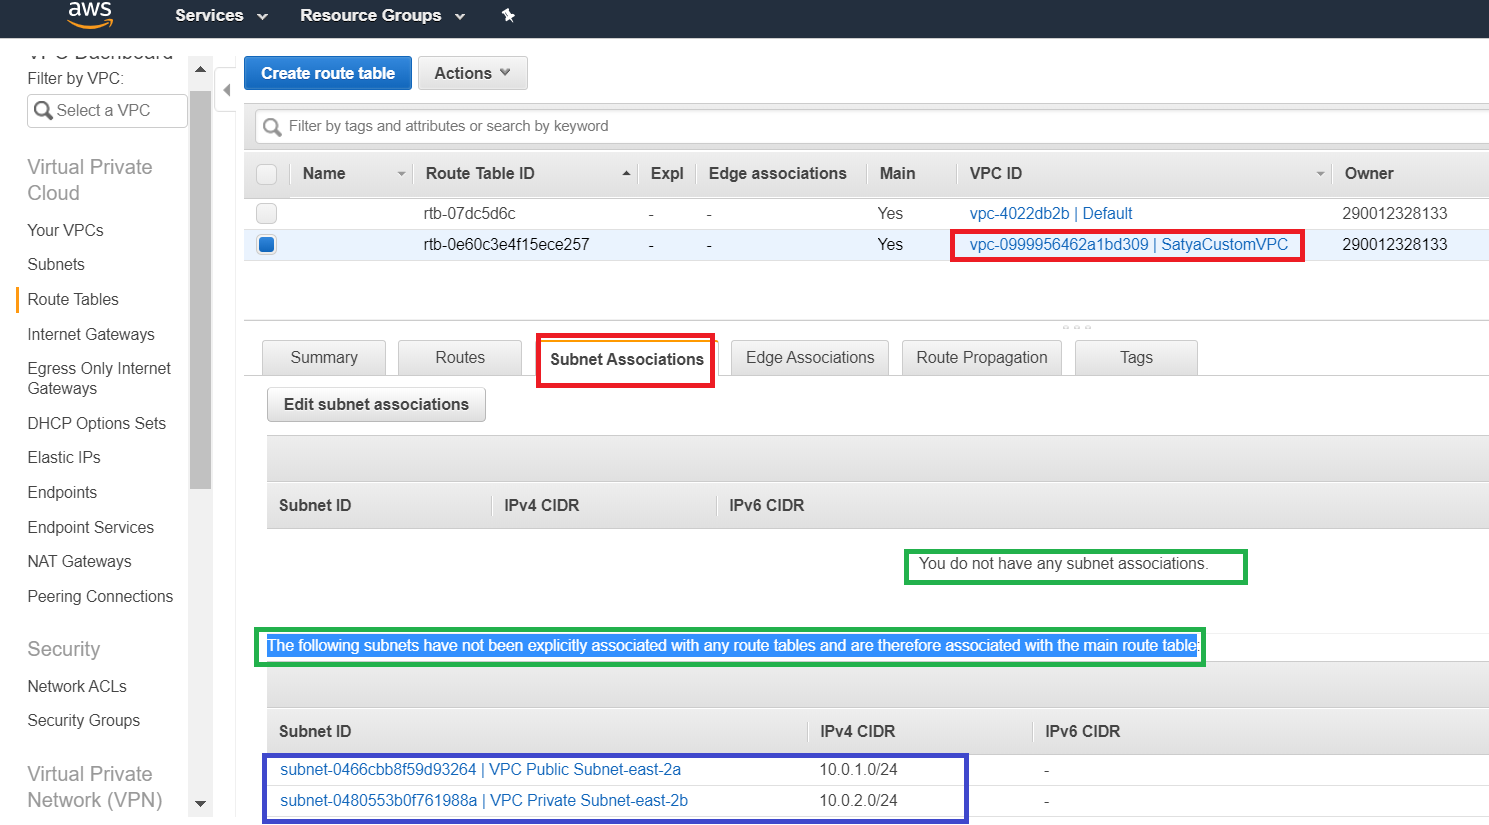 aws
Services
Resource Groups
VPC Dashboard
Filter by VPC:
Select a VPC
Virtual Private
Cloud
Your VPCs
Subnets
Route Tables
Internet Gateways
Egress Only Internet
Gateways
DHCP Options Sets
Elastic IPs
Endpoints
Endpoint Services
NAT Gateways
Peering Connections
Security
Network ACLs
Security Groups
Virtual Private
Network (VPN)
Create route table
Actions
Filter by tags and attributes or search by keyword
Name Route Table ID Expl Edge associations Main VPC ID Owner
rtb-07dc5d6c - - Yes vpc-4022db2b | Default 290012328133
rtb-0e60c3e4f15ece257 - - Yes vpc-0999956462a1bd309 | SatyaCustomVPC 290012328133
Summary Routes Subnet Associations Edge Associations Route Propagation Tags
Edit subnet associations
Subnet ID IPv4 CIDR IPv6 CIDR
You do not have any subnet associations.
The following subnets have not been explicitly associated with any route tables and are therefore associated with the main route table:
Subnet ID IPv4 CIDR IPv6 CIDR
subnet-0466cbb8f59d93264 | VPC Public Subnet-east-2a 10.0.1.0/24 -
subnet-0480553b0f761988a | VPC Private Subnet-east-2b 10.0.2.0/24 -